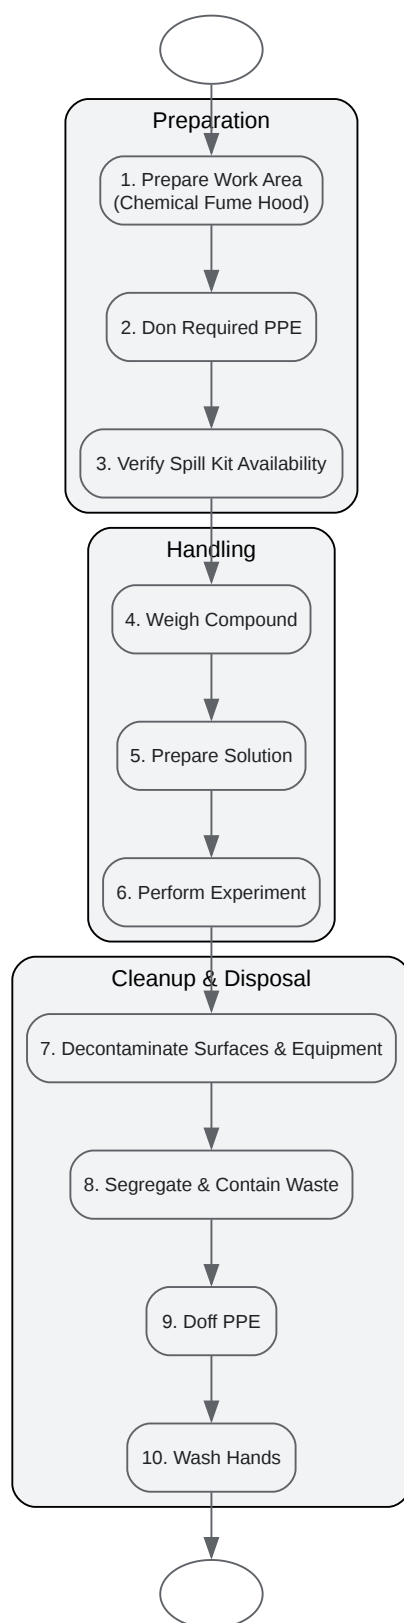 Preparation
1. Prepare Work Area
(Chemical Fume Hood)
2. Don Required PPE
3. Verify Spill Kit Availability
Handling
4. Weigh Compound
5. Prepare Solution
6. Perform Experiment
Cleanup & Disposal
7. Decontaminate Surfaces & Equipment
8. Segregate & Contain Waste
9. Doff PPE
10. Wash Hands